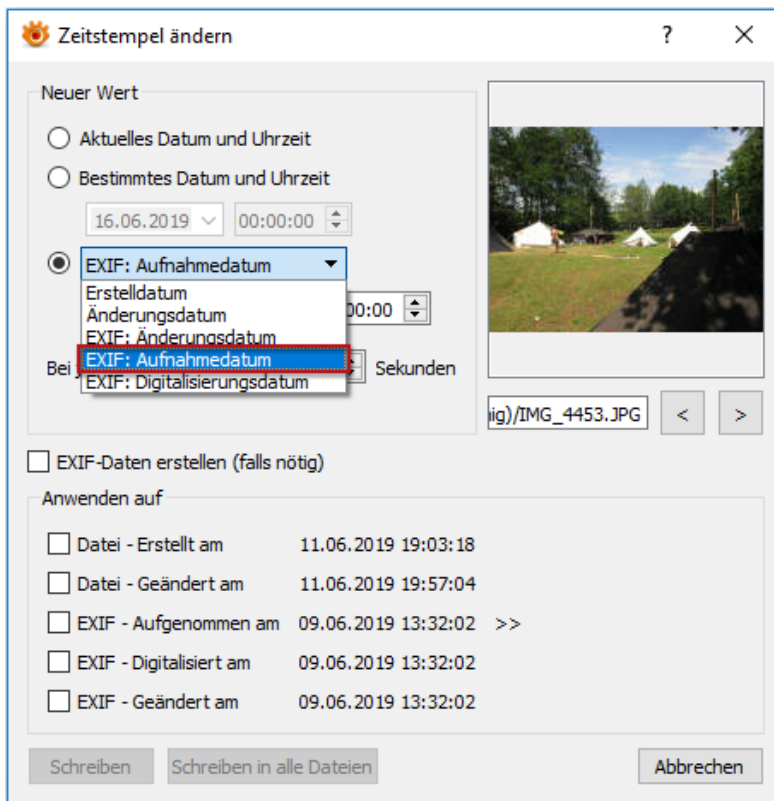 Zeitstempel ändern ?
Neuer Wert
Aktuelles Datum und Uhrzeit
Bestimmtes Datum und Uhrzeit
16.06.2019 00:00:00
EXIF: Aufnahmedatum
Erstelldatum
Änderungsdatum
00:00
EXIF: Änderungsdatum
EXIF: Aufnahmedatum
Bei Sekunden
EXIF: Digitalisierungsdatum
ig)/IMG_4453.JPG < >
EXIF-Daten erstellen (falls nötig)
Anwenden auf
Datei - Erstellt am 11.06.2019 19:03:18
Datei - Geändert am 11.06.2019 19:57:04
EXIF - Aufgenommen am 09.06.2019 13:32:02 >>
EXIF - Digitalisiert am 09.06.2019 13:32:02
EXIF - Geändert am 09.06.2019 13:32:02
Schreiben Schreiben in alle Dateien Abbrechen